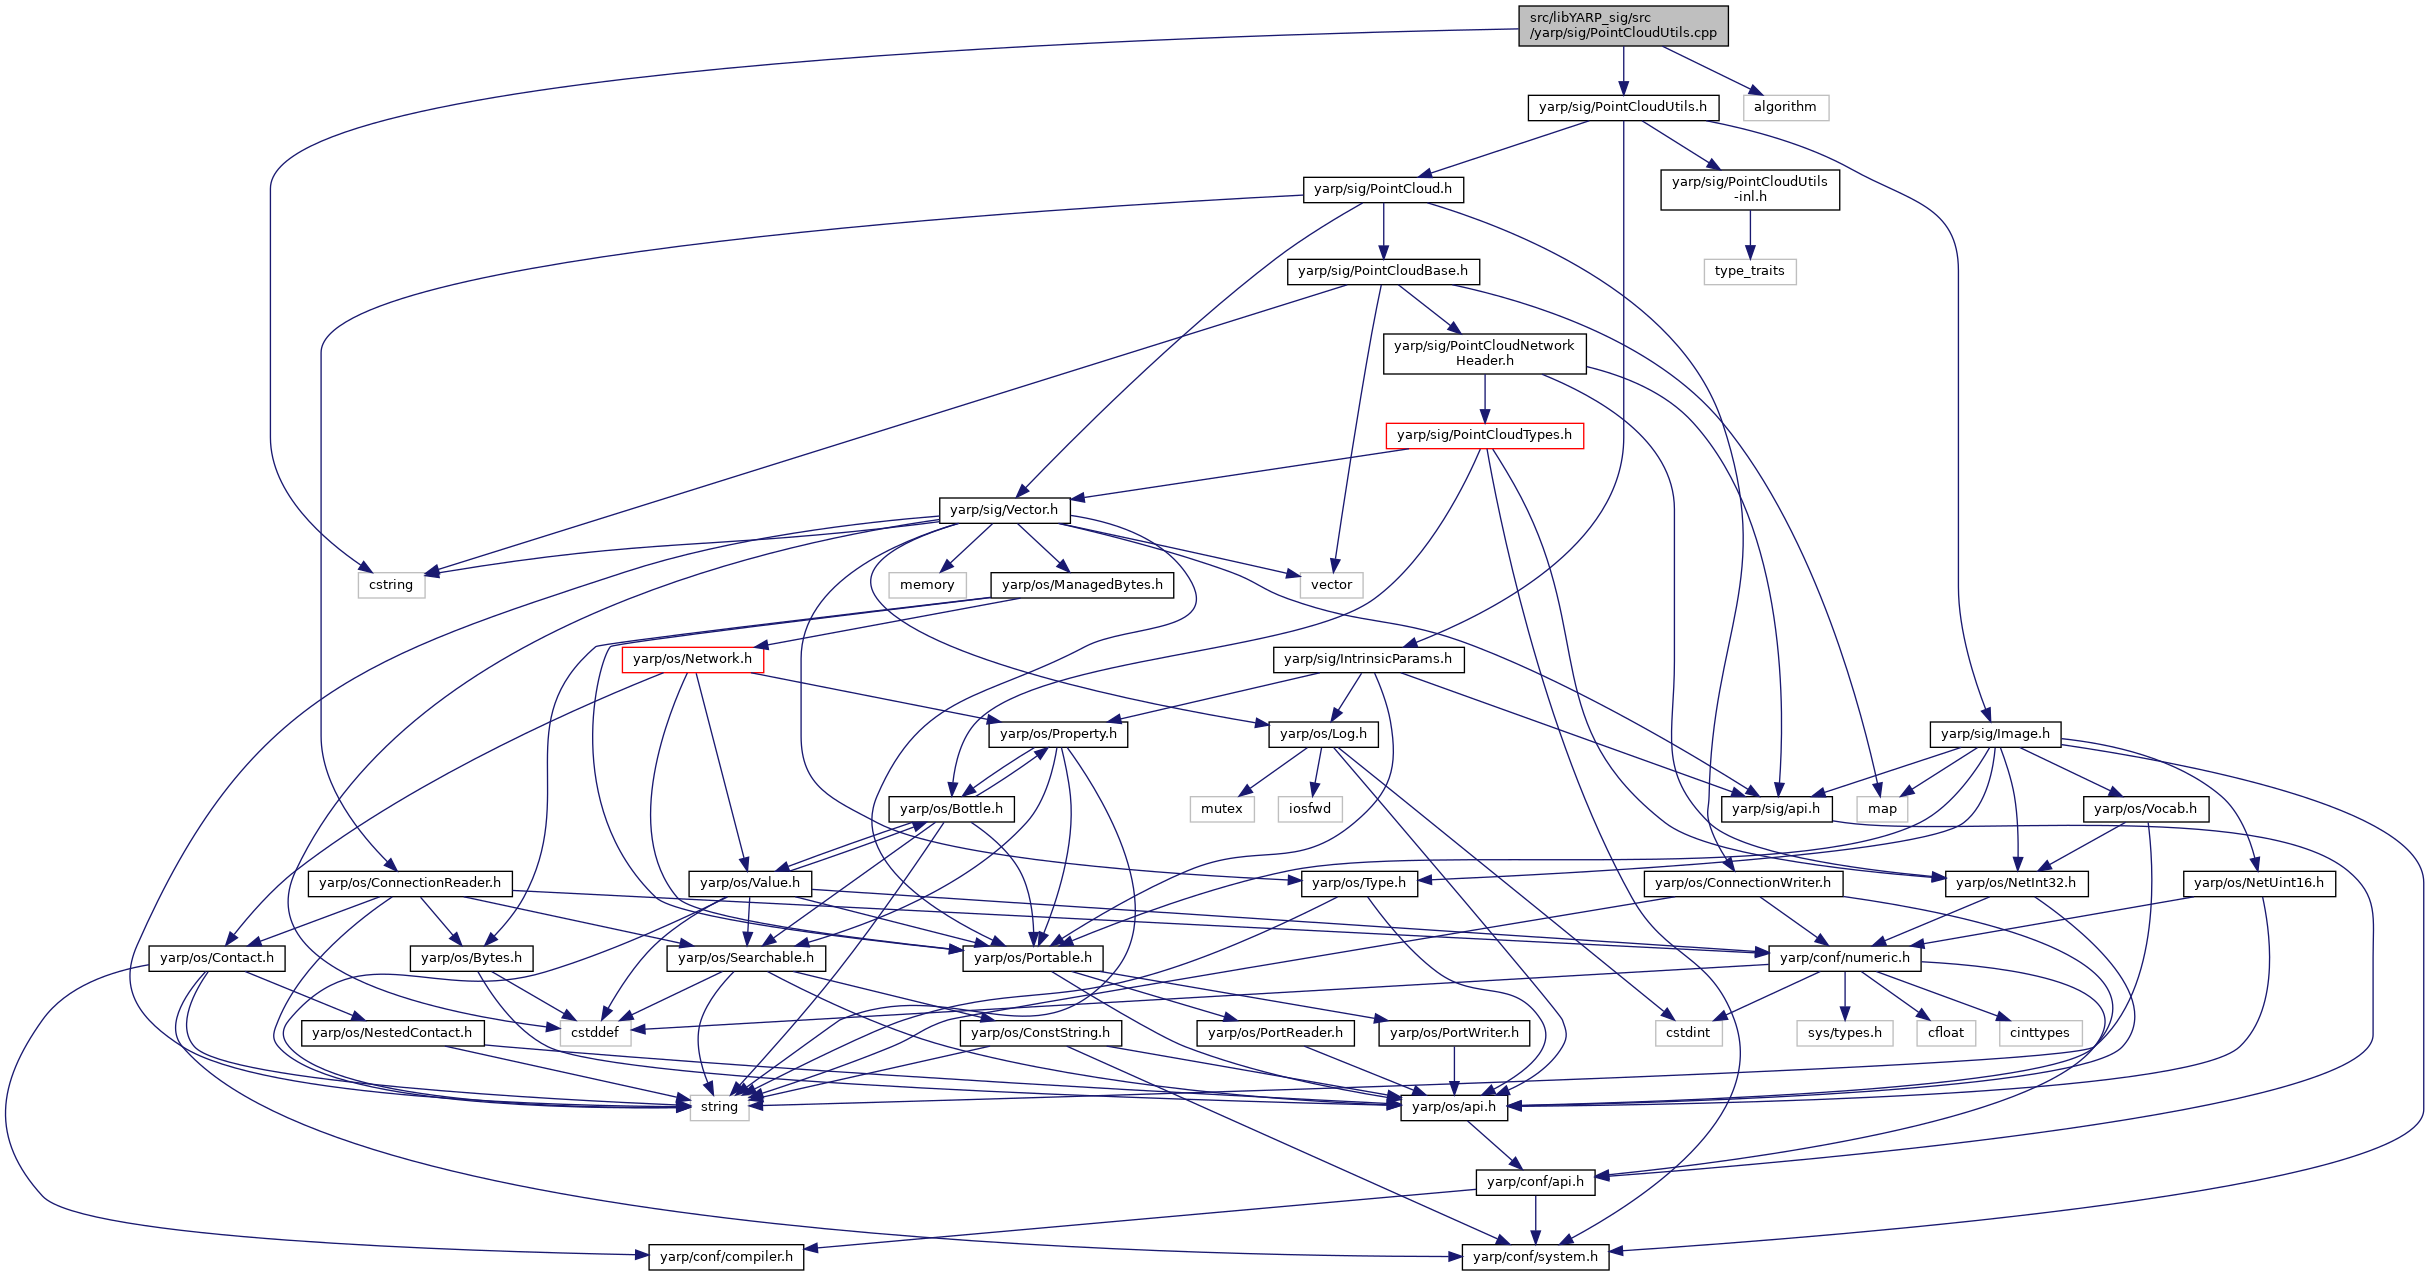 src/libYARP_sig/src
/yarp/sig/PointCloudUtils.cpp
yarp/sig/PointCloudUtils.h
algorithm
yarp/sig/PointCloud.h
yarp/sig/PointCloudUtils
-inl.h
yarp/sig/PointCloudBase.h
type_traits
yarp/sig/PointCloudNetwork
Header.h
yarp/sig/PointCloudTypes.h
yarp/sig/Vector.h
cstring
memory
yarp/os/ManagedBytes.h
vector
yarp/os/Network.h
yarp/sig/IntrinsicParams.h
yarp/os/Property.h
yarp/os/Log.h
yarp/sig/Image.h
yarp/os/Bottle.h
mutex
iosfwd
yarp/sig/api.h
map
yarp/os/Vocab.h
yarp/os/ConnectionReader.h
yarp/os/Value.h
yarp/os/Type.h
yarp/os/ConnectionWriter.h
yarp/os/NetInt32.h
yarp/os/NetUint16.h
yarp/os/Contact.h
yarp/os/Bytes.h
yarp/os/Searchable.h
yarp/os/Portable.h
yarp/conf/numeric.h
yarp/os/NestedContact.h
cstddef
yarp/os/ConstString.h
yarp/os/PortReader.h
yarp/os/PortWriter.h
cstdint
sys/types.h
cfloat
cinttypes
string
yarp/os/api.h
yarp/conf/api.h
yarp/conf/compiler.h
yarp/conf/system.h